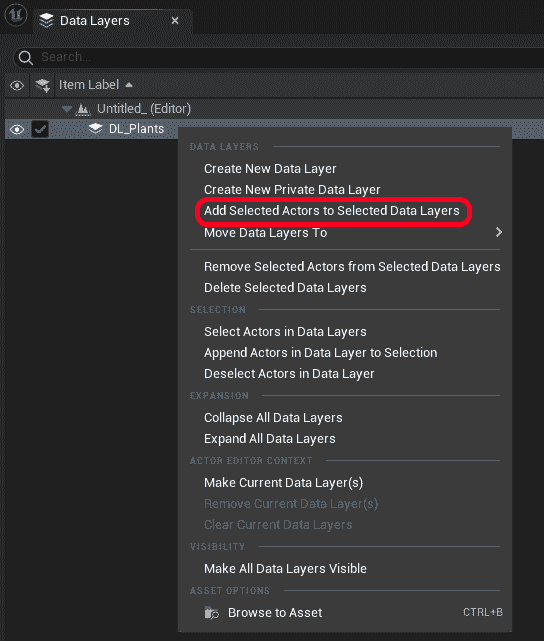 Data Layers
Search...
Item Label
Untitled_ (Editor)
DL_Plants
DATA LAYERS
Create New Data Layer
Create New Private Data Layer
Add Selected Actors to Selected Data Layers
Move Data Layers To
Remove Selected Actors from Selected Data Layers
Delete Selected Data Layers
SELECTION
Select Actors in Data Layers
Append Actors in Data Layer to Selection
Deselect Actors in Data Layer
EXPANSION
Collapse All Data Layers
Expand All Data Layers
ACTOR EDITOR CONTEXT
Make Current Data Layer(s)
Remove Current Data Layer(s)
Clear Current Data Layers
VISIBILITY
Make All Data Layers Visible
ASSET OPTIONS
Browse to Asset CTRL+B